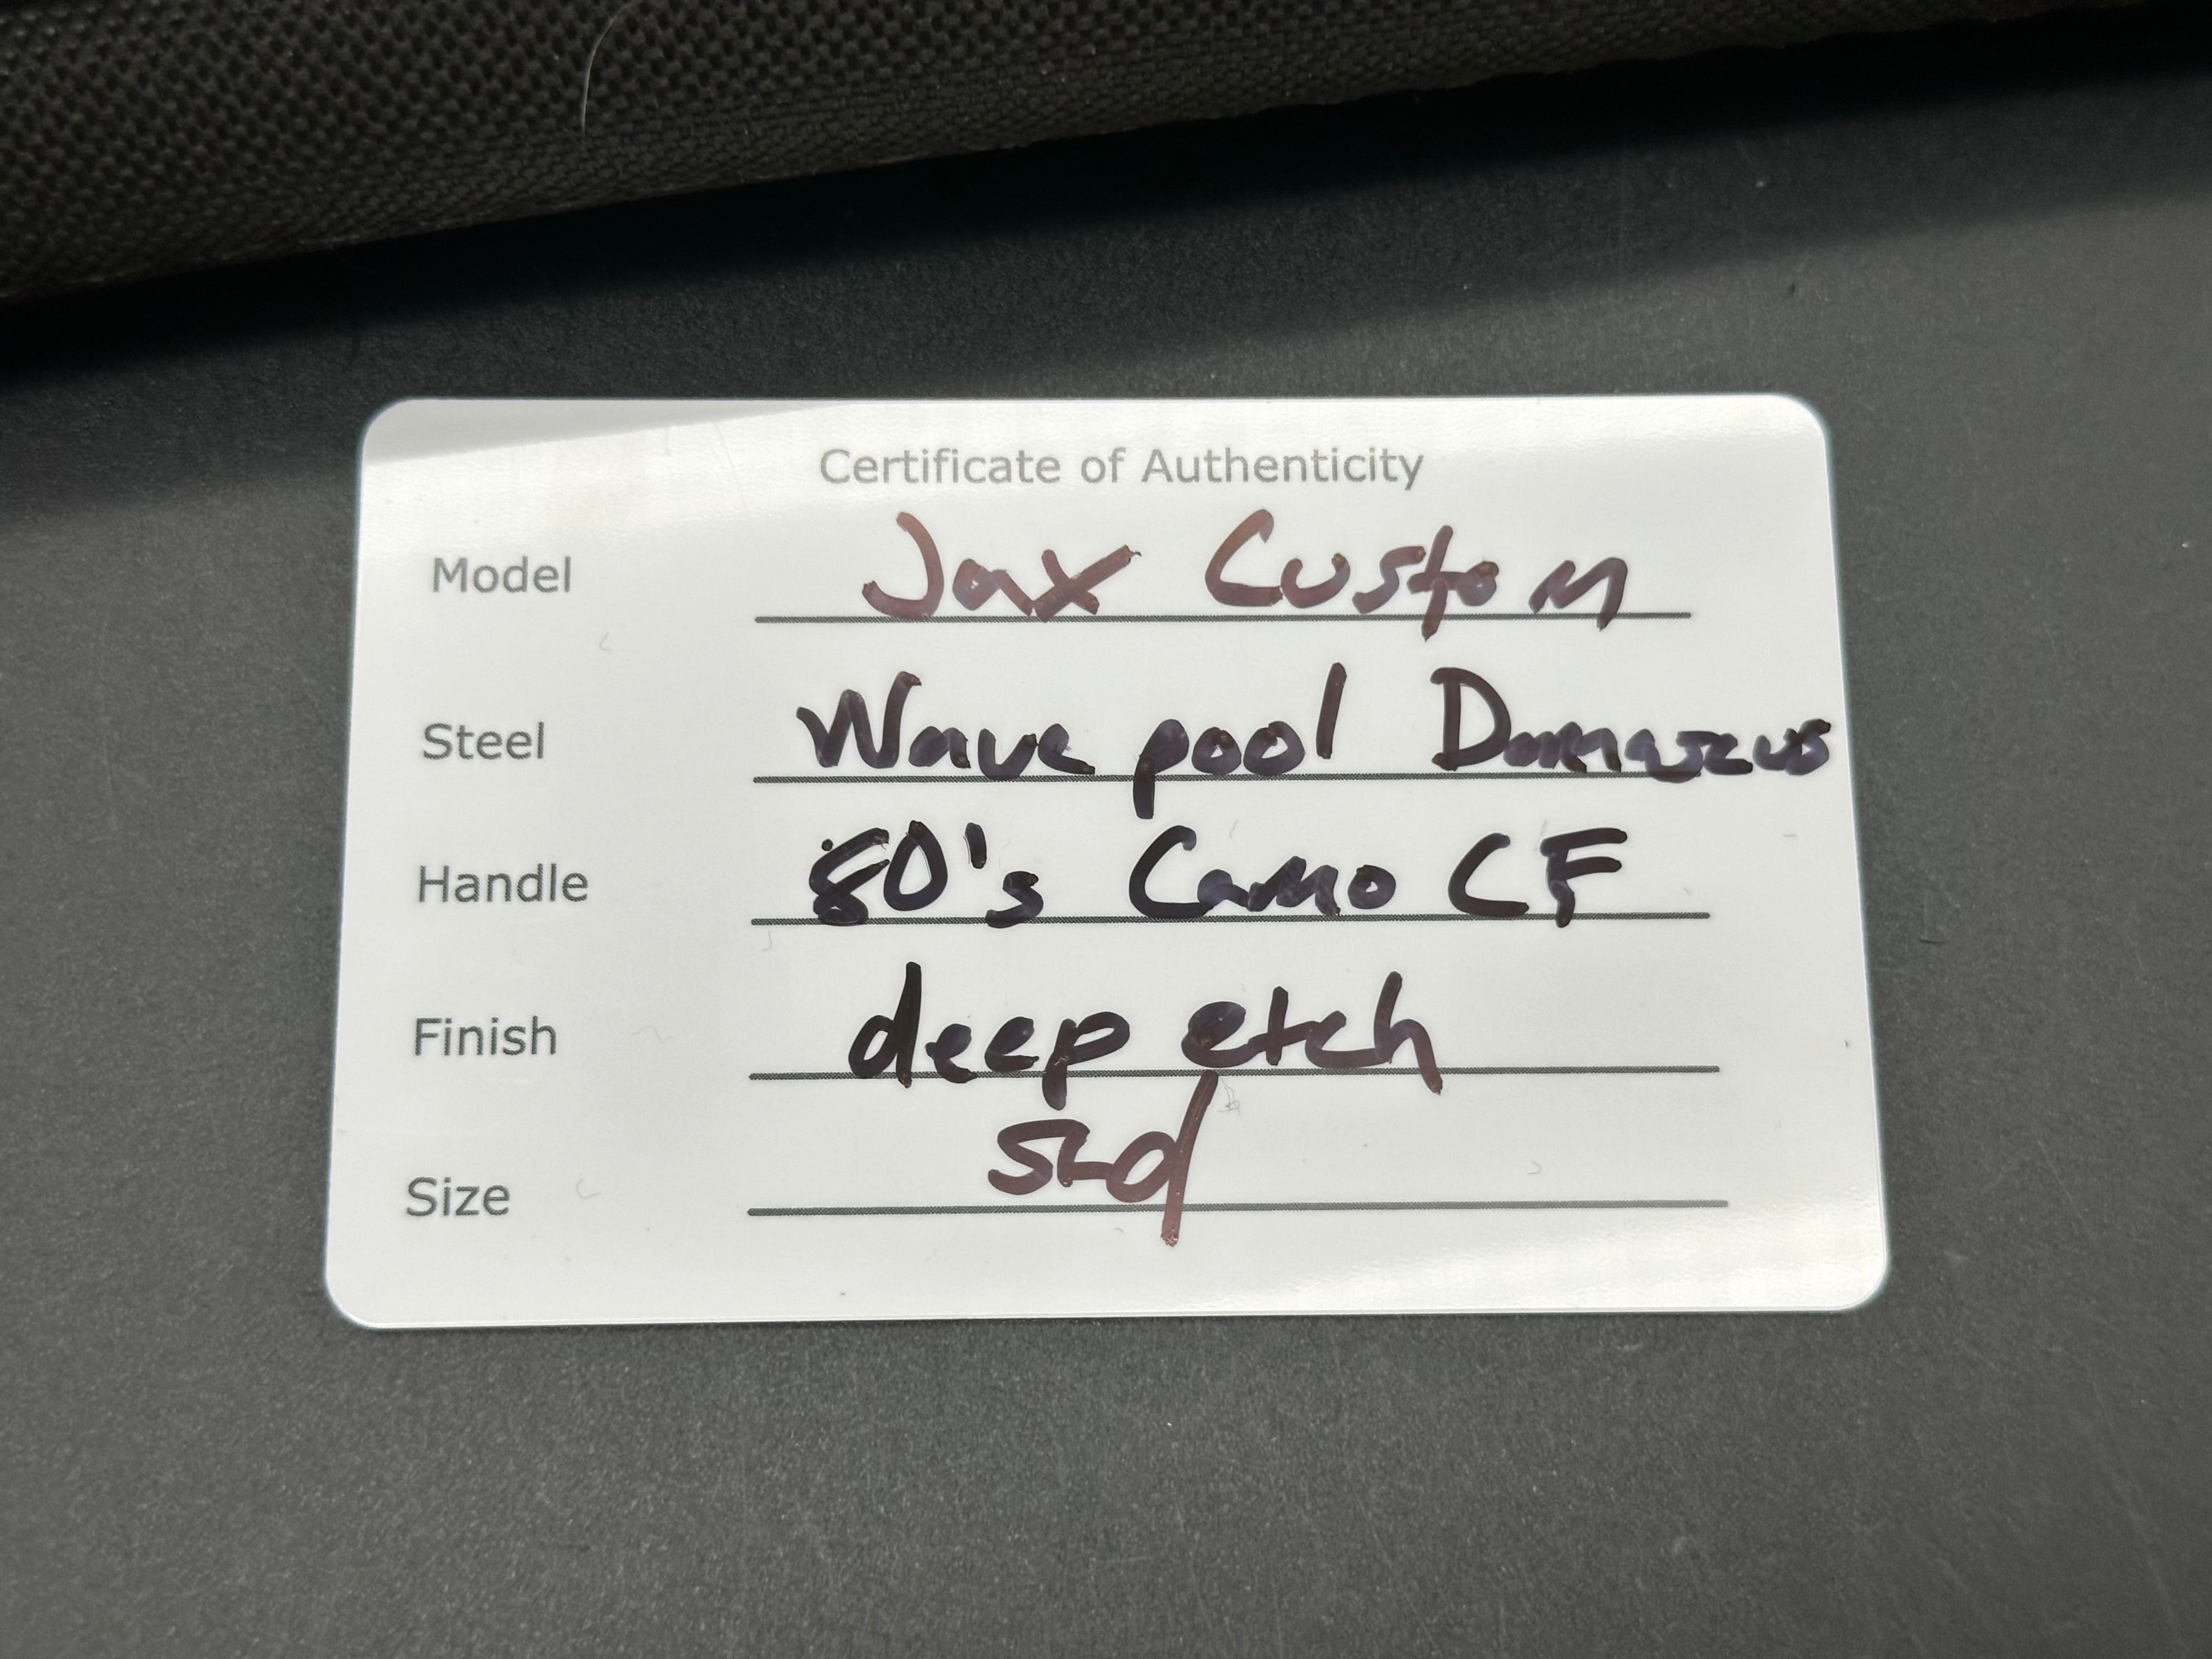 Certificate of Authenticity
Model Jax Custom
Steel Wave pool Damascus
Handle 80's Camo CF
Finish deep etch
Size std